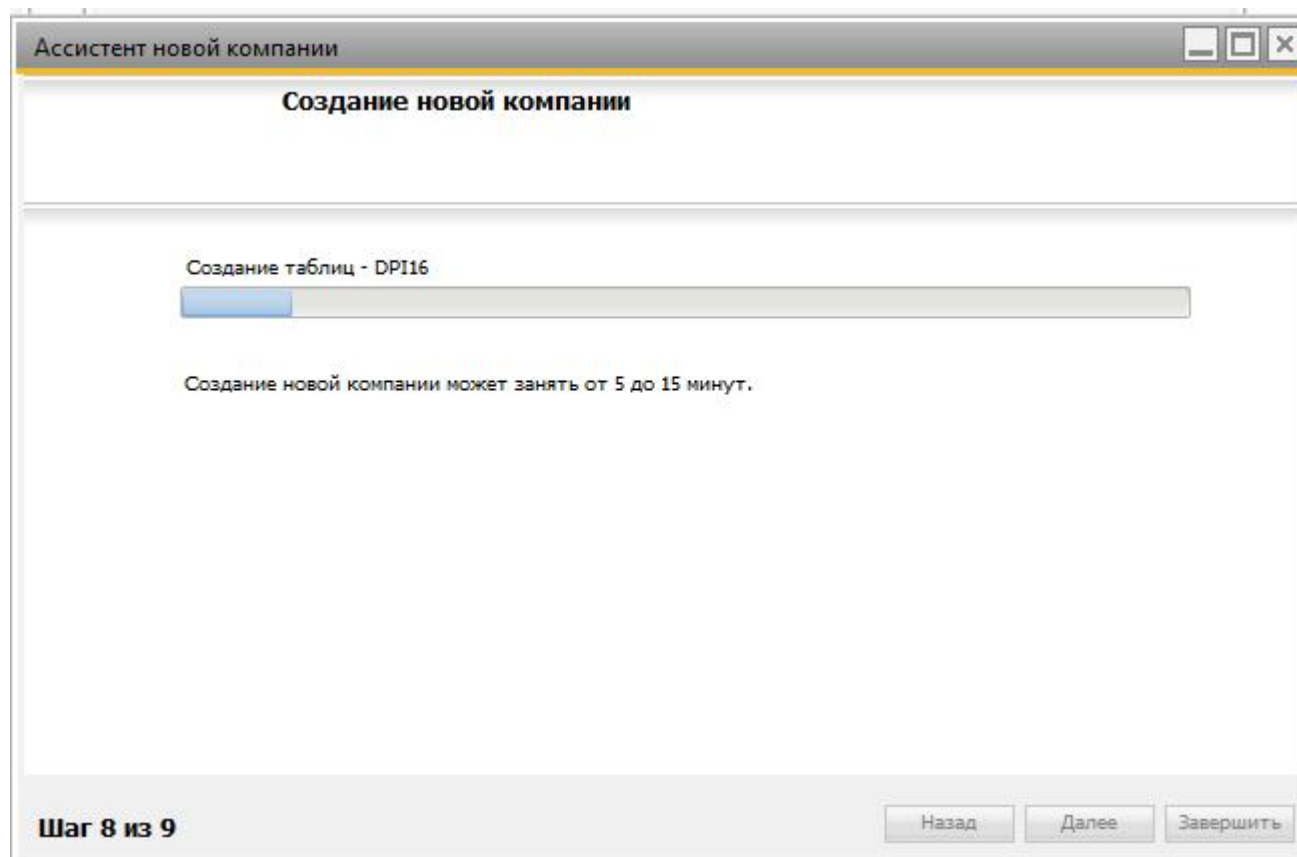 Ассистент новой компании
Создание новой компании
Создание таблиц - DPI16
Создание новой компании может занять от 5 до 15 минут.
Шаг 8 из 9
Назад
Далее
Завершить